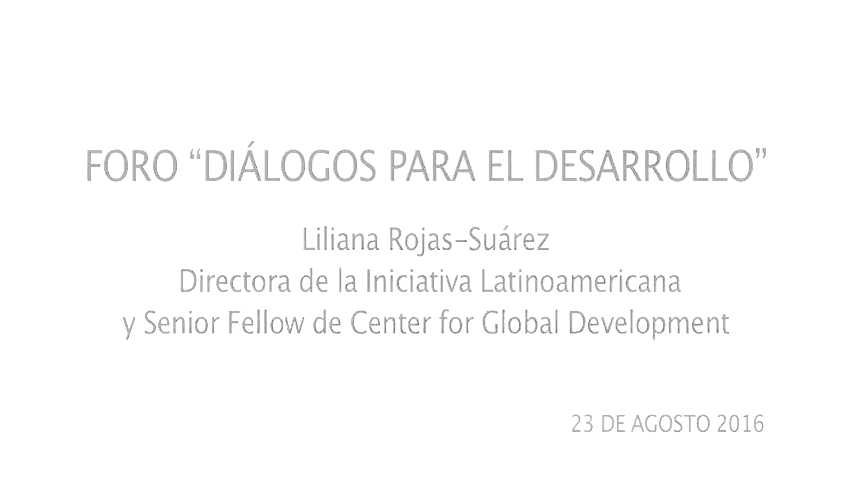 FORO “DIÁLOGOS PARA EL DESARROLLO”
Liliana Rojas-Suárez
Directora de la Iniciativa Latinoamericana
y Senior Fellow de Center for Global Development
23 DE AGOSTO 2016